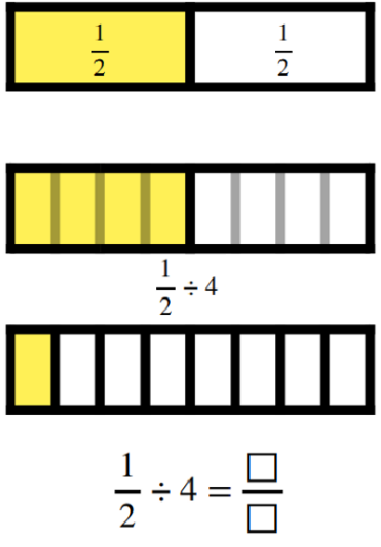 1/2 1/2
1/2 ÷ 4
1/2 ÷ 4 = □/□